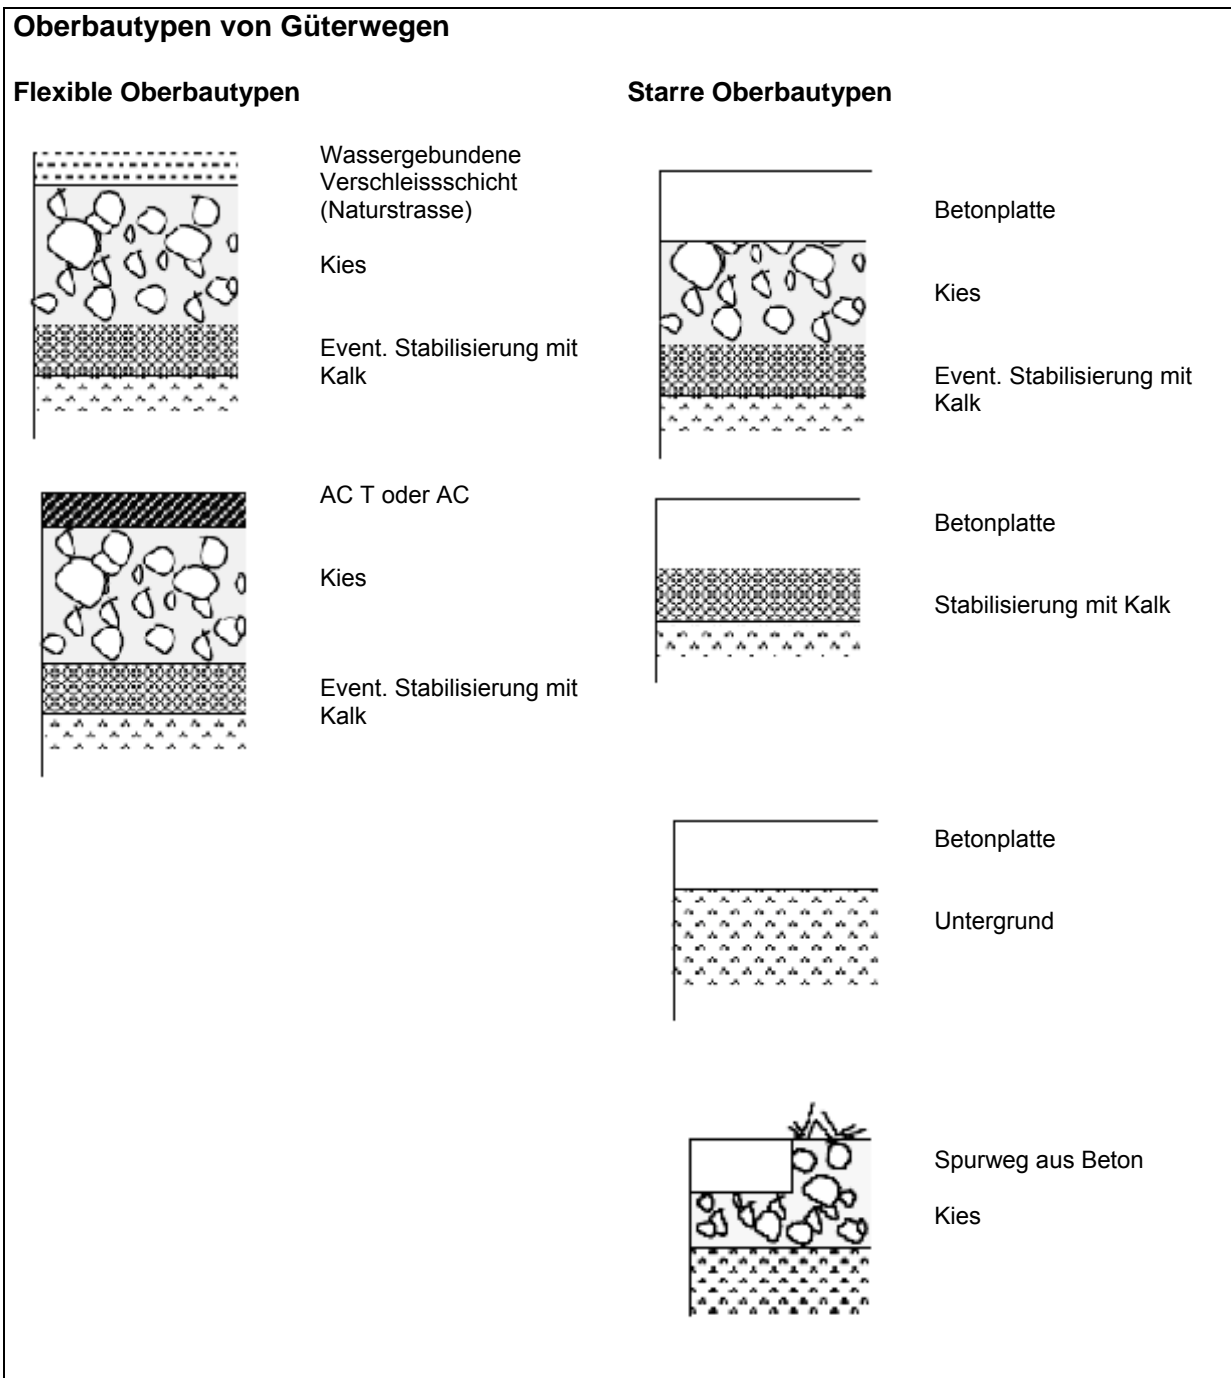 Oberbautypen von Güterwegen
Flexible Oberbautypen
Wassergebundene
Verschleissschicht
(Naturstrasse)
Kies
Event. Stabilisierung mit
Kalk
AC T oder AC
Kies
Event. Stabilisierung mit
Kalk
Starre Oberbautypen
Betonplatte
Kies
Event. Stabilisierung mit
Kalk
Betonplatte
Stabilisierung mit Kalk
Betonplatte
Untergrund
Spurweg aus Beton
Kies